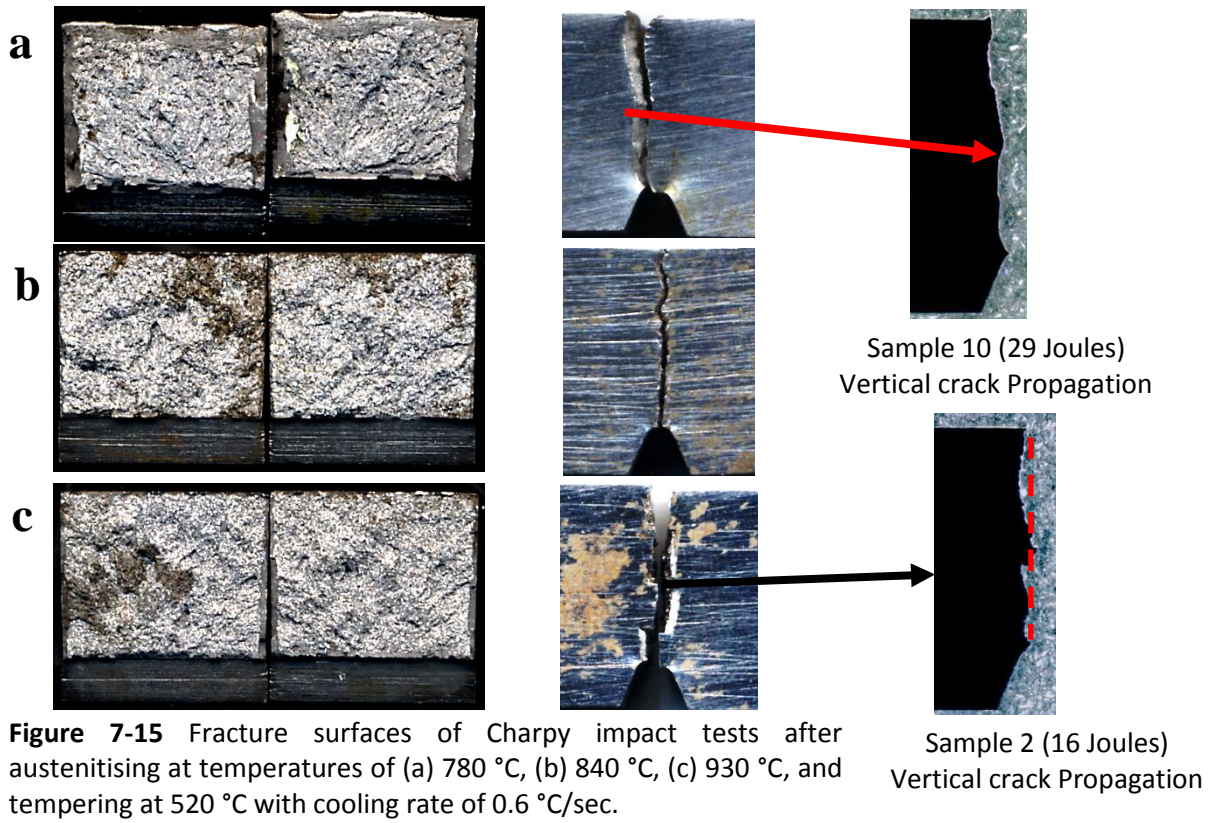 a
Sample 10 (29 Joules)
Vertical crack Propagation
b
c
Sample 2 (16 Joules)
Vertical crack Propagation
Figure 7-15 Fracture surfaces of Charpy impact tests after
austenitising at temperatures of (a) 780 °C, (b) 840 °C, (c) 930 °C, and
tempering at 520 °C with cooling rate of 0.6 °C/sec.